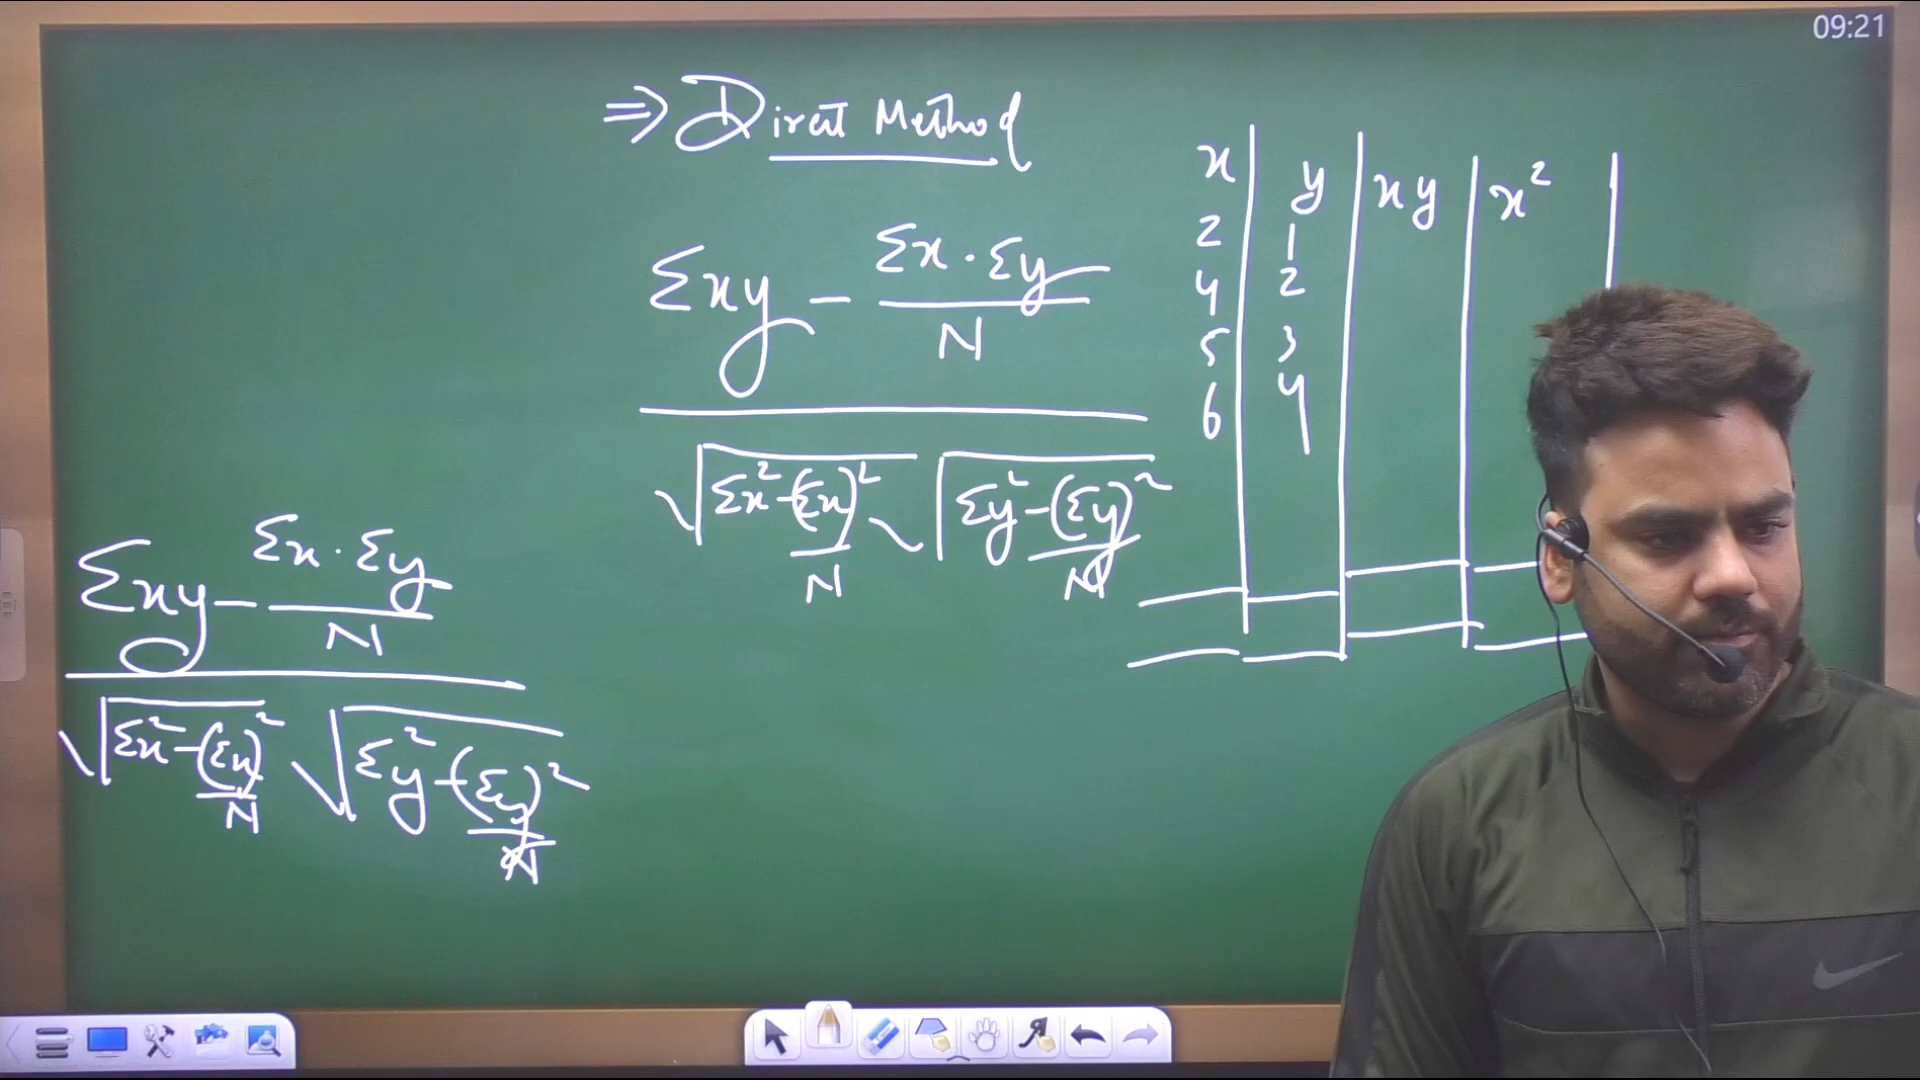 09:21
⇒ Direct Method
Σxy - Σx · Σy / N
√Σx² - (Σx)² / N √Σy² - (Σy)² / N
x | y | xy | x²
2 | 1
4 | 2
5 | 3
6 | 4
Σxy - Σx · Σy / N
√Σx² - (Σx)² / N √Σy² - (Σy)² / N